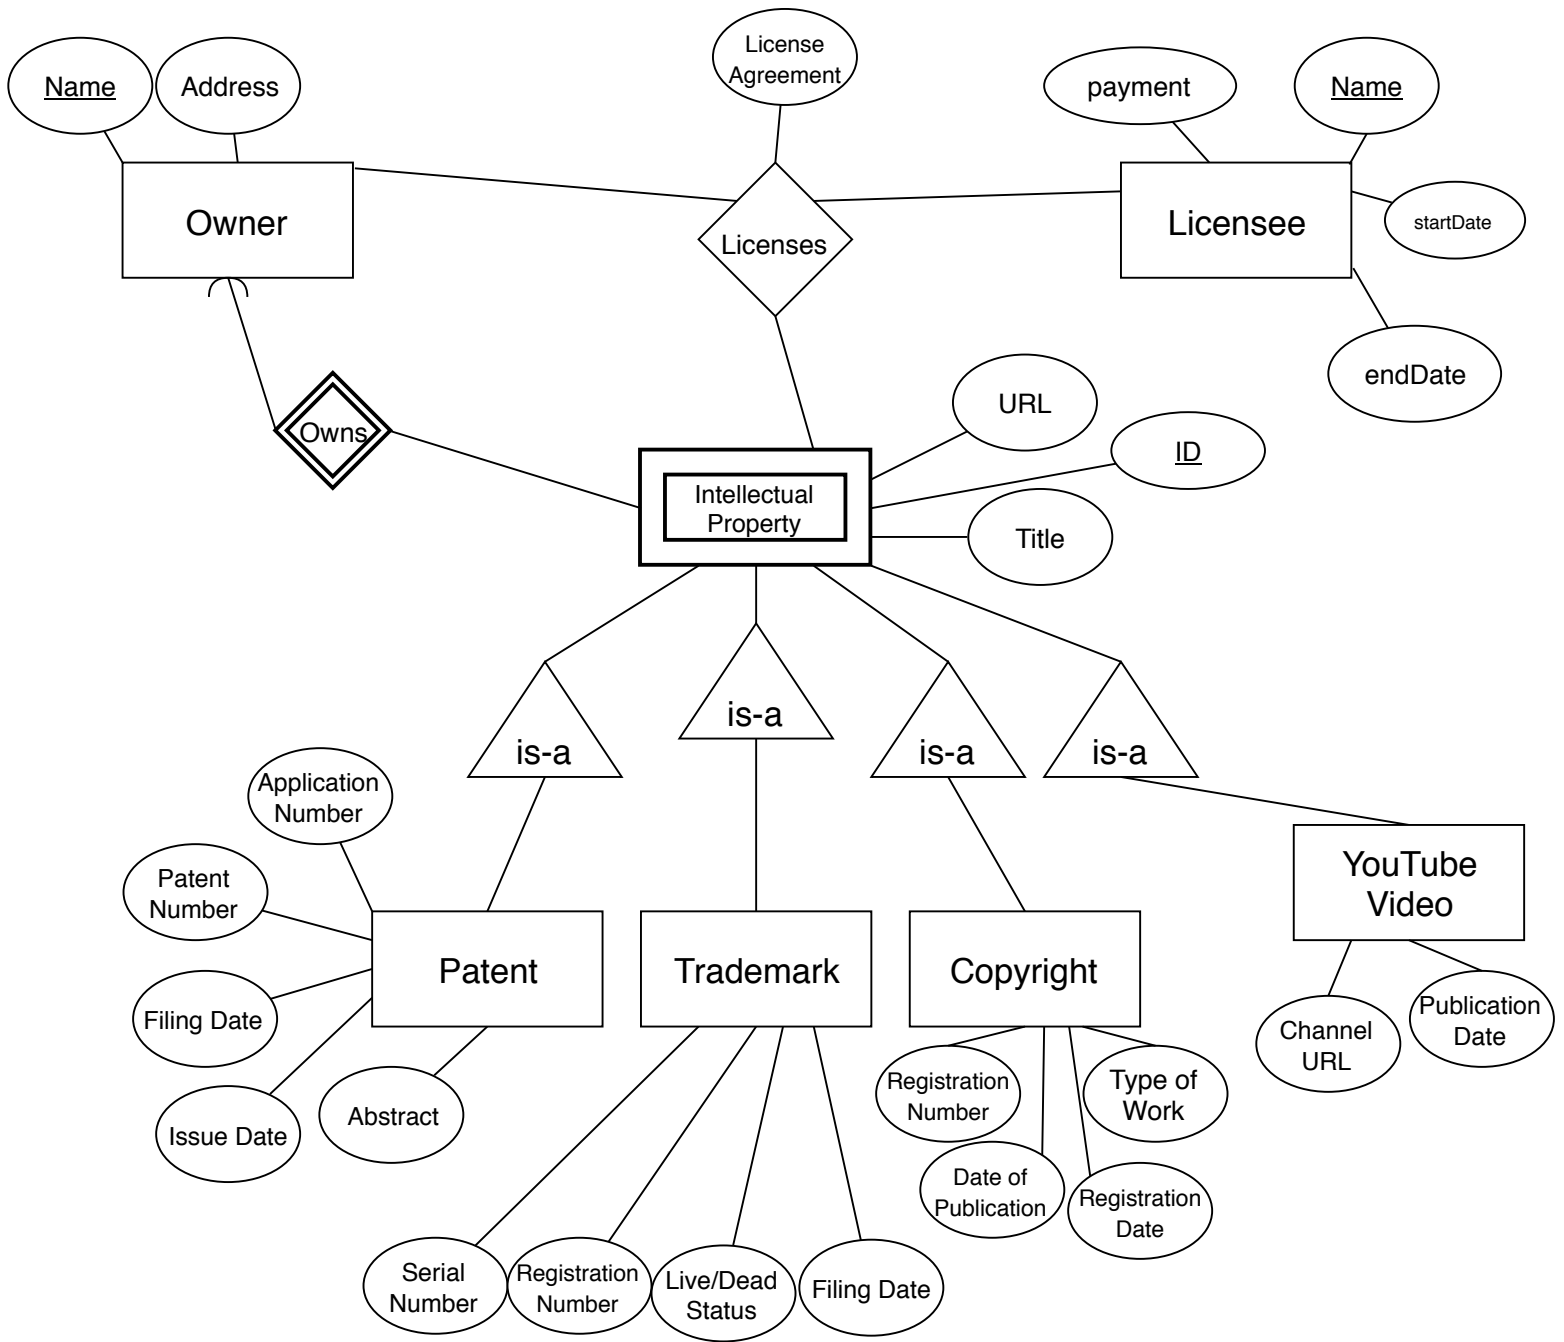 Name
Address
License
Agreement
payment
Name
Owner
Licenses
Licensee
startDate
endDate
Owns
URL
ID
Intellectual
Property
Title
is-a
is-a
is-a
is-a
Application
Number
Patent
Number
Filing Date
Issue Date
Abstract
Patent
Trademark
Copyright
YouTube
Video
Channel
URL
Publication
Date
Registration
Number
Type of
Work
Date of
Publication
Registration
Date
Serial
Number
Registration
Number
Live/Dead
Status
Filing Date